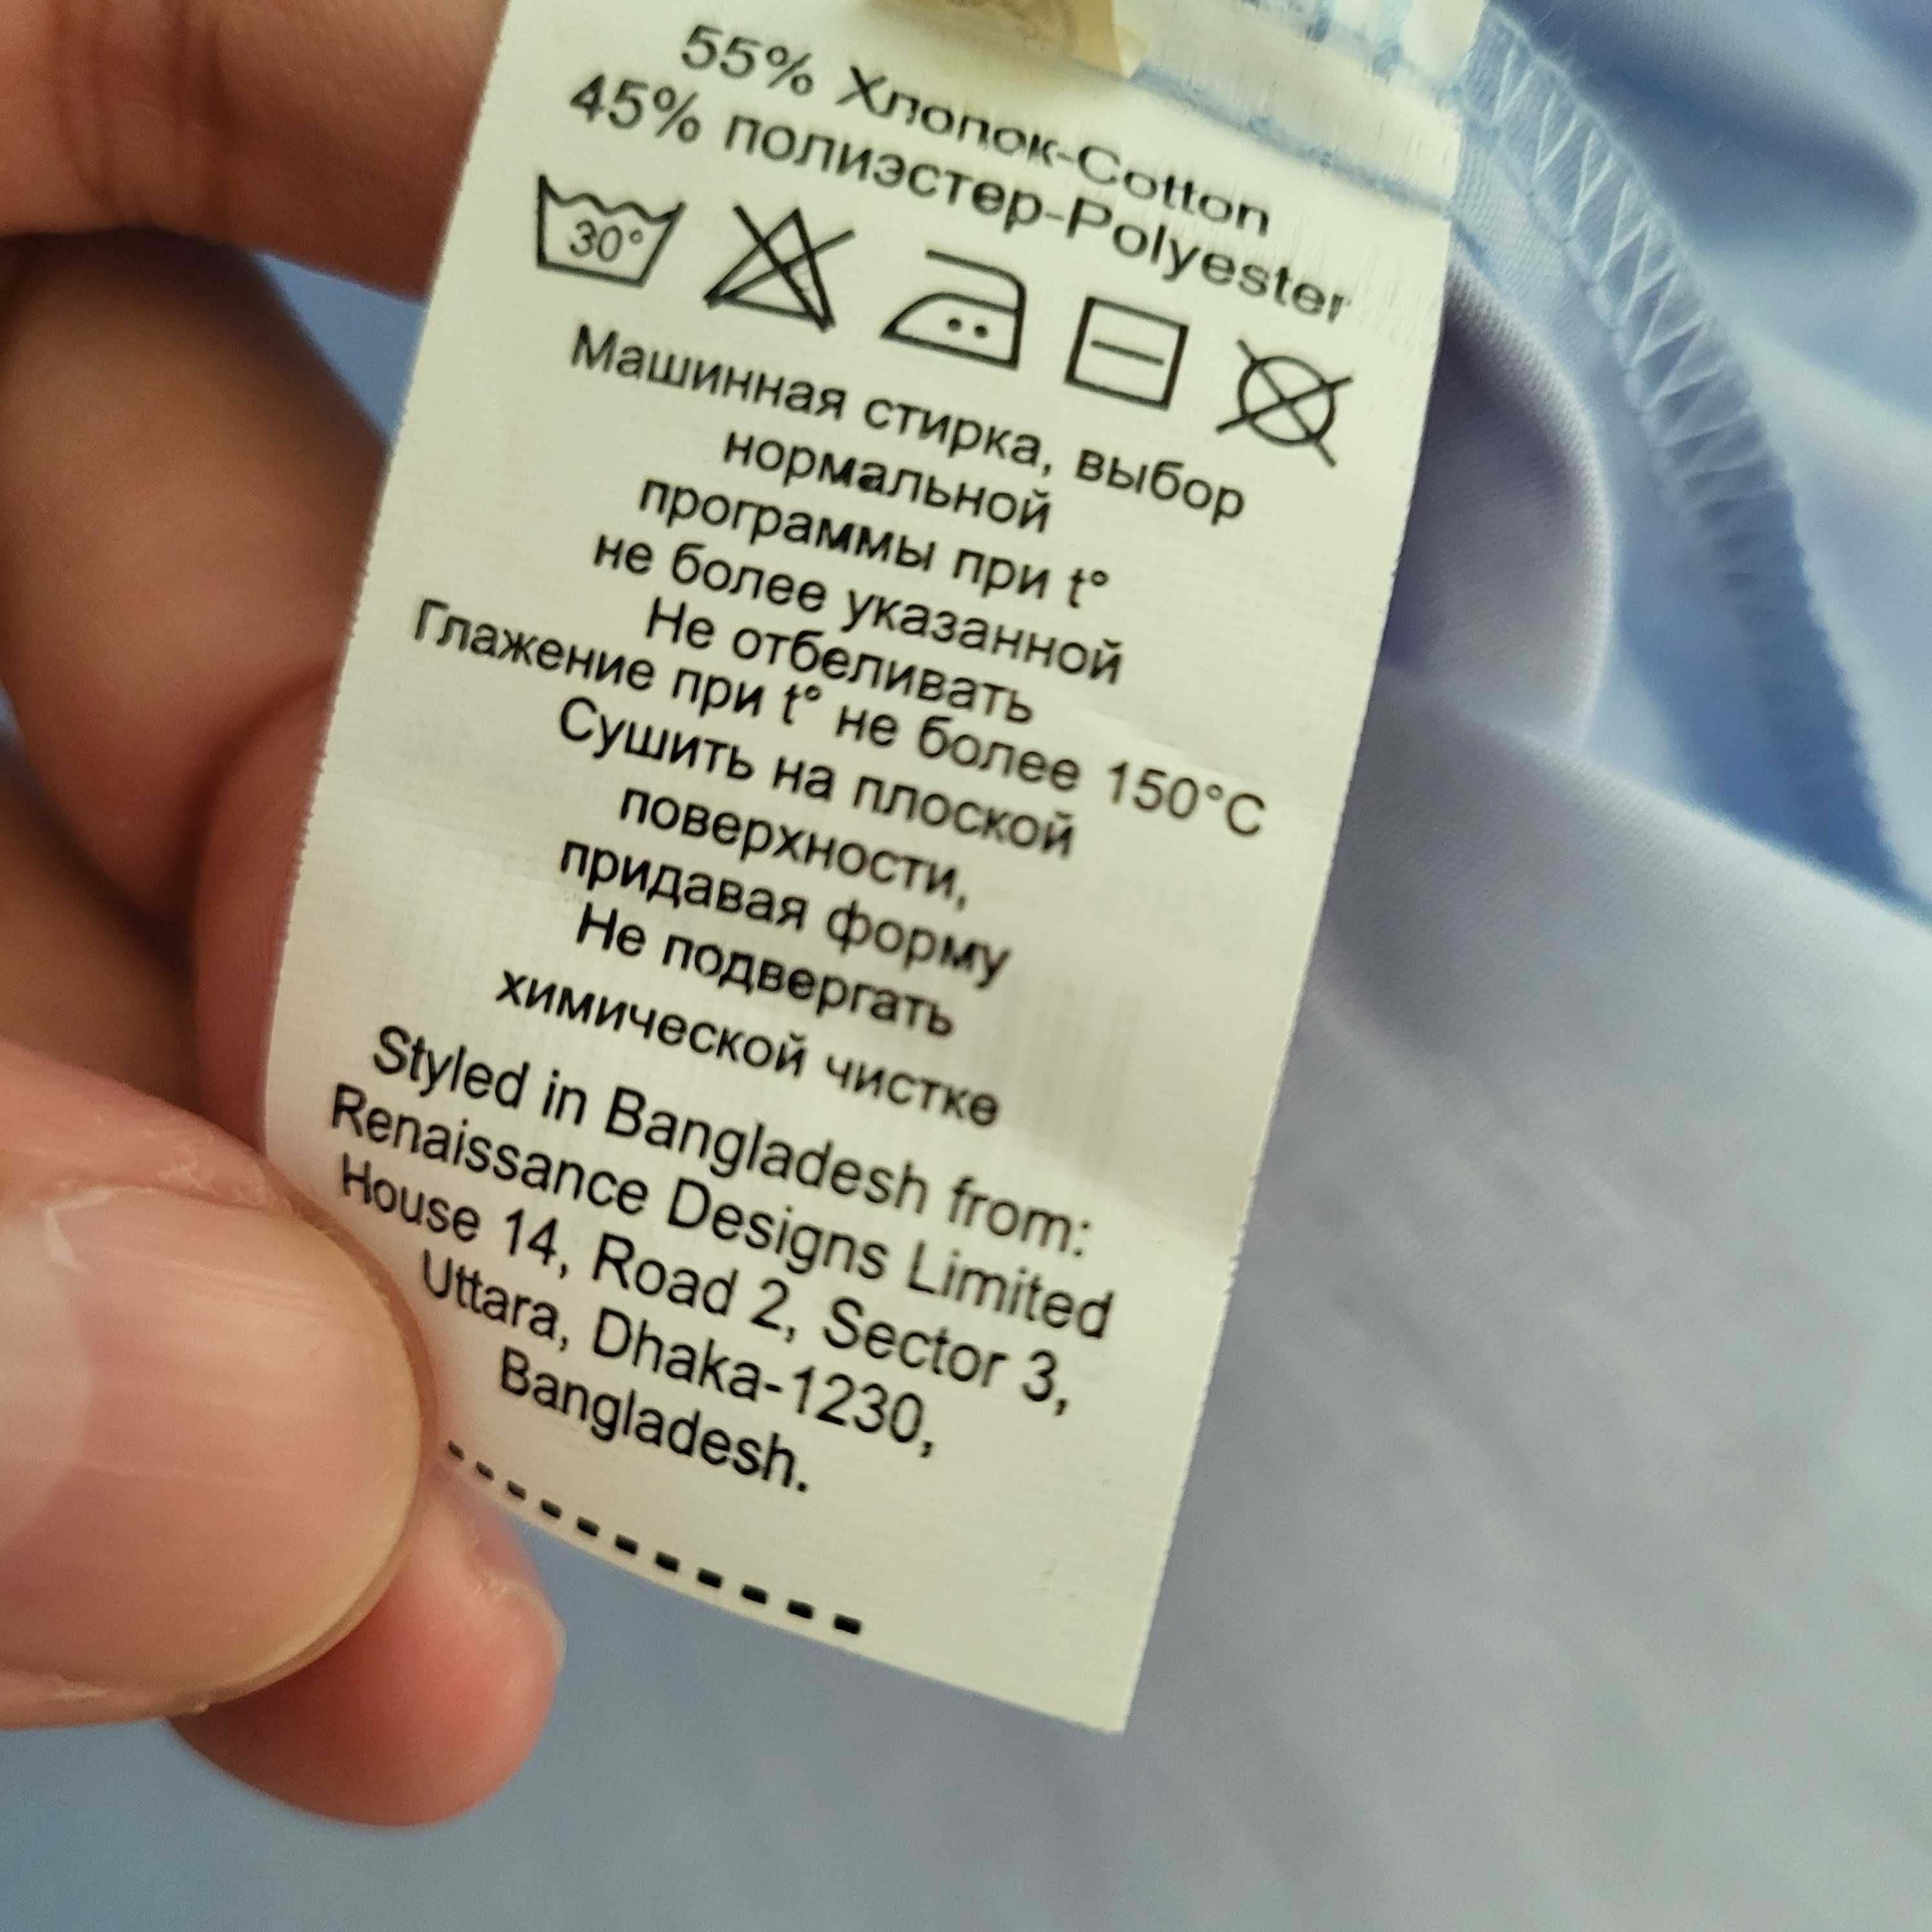 55% Хлопок-Cotton
45% полиэстер-Polyester
30°
Машинная стирка, выбор
нормальной
программы при t°
не более указанной
Не отбеливать
Глажение при t° не более 150°C
Сушить на плоской
поверхности,
придавая форму
Не подвергать
химической чистке
Styled in Bangladesh from:
Renaissance Designs Limited
House 14, Road 2, Sector 3,
Uttara, Dhaka-1230,
Bangladesh.